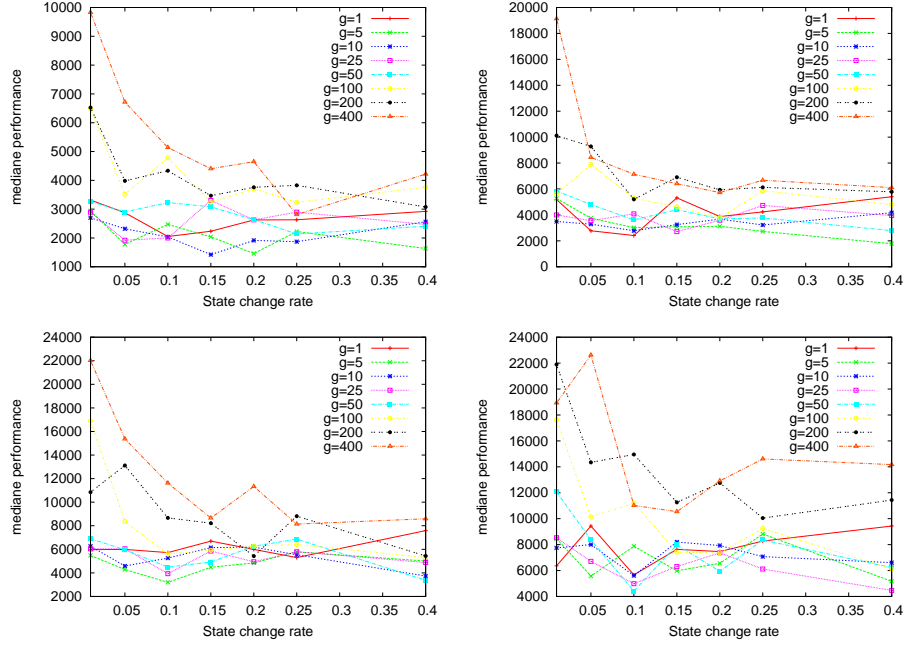 10000
9000
8000
7000
6000
5000
4000
3000
2000
1000
mediane performance
0.05 0.1 0.15 0.2 0.25 0.3 0.35 0.4
State change rate
g=1
g=5
g=10
g=25
g=50
g=100
g=200
g=400
20000
18000
16000
14000
12000
10000
8000
6000
4000
2000
0
mediane performance
0.05 0.1 0.15 0.2 0.25 0.3 0.35 0.4
State change rate
g=1
g=5
g=10
g=25
g=50
g=100
g=200
g=400
24000
22000
20000
18000
16000
14000
12000
10000
8000
6000
4000
2000
mediane performance
0.05 0.1 0.15 0.2 0.25 0.3 0.35 0.4
State change rate
g=1
g=5
g=10
g=25
g=50
g=100
g=200
g=400
24000
22000
20000
18000
16000
14000
12000
10000
8000
6000
4000
mediane performance
0.05 0.1 0.15 0.2 0.25 0.3 0.35 0.4
State change rate
g=1
g=5
g=10
g=25
g=50
g=100
g=200
g=400